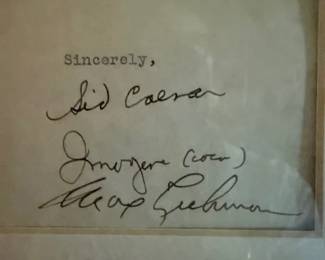 Sincerely,
Sid Caesar
Imogene (coca)
Max Liebman